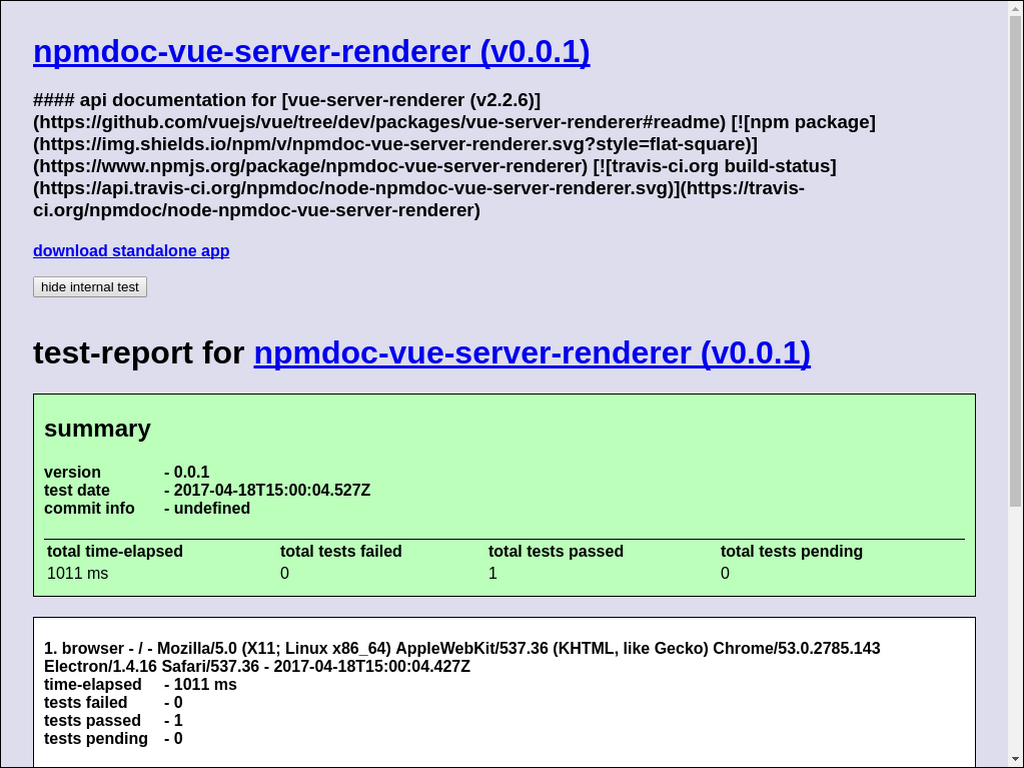 npmdoc-vue-server-renderer (v0.0.1)
#### api documentation for [vue-server-renderer (v2.2.6)]
(https://github.com/vuejs/vue/tree/dev/packages/vue-server-renderer#readme) [![npm package]
(https://img.shields.io/npm/v/npmdoc-vue-server-renderer.svg?style=flat-square)]
(https://www.npmjs.org/package/npmdoc-vue-server-renderer) [![travis-ci.org build-status]
(https://api.travis-ci.org/npmdoc/node-npmdoc-vue-server-renderer.svg)](https://travis-
ci.org/npmdoc/node-npmdoc-vue-server-renderer)
download standalone app
hide internal test
test-report for npmdoc-vue-server-renderer (v0.0.1)
summary
version - 0.0.1
test date - 2017-04-18T15:00:04.527Z
commit info - undefined
total time-elapsed total tests failed total tests passed total tests pending
1011 ms 0 1 0
1. browser - / - Mozilla/5.0 (X11; Linux x86_64) AppleWebKit/537.36 (KHTML, like Gecko) Chrome/53.0.2785.143
Electron/1.4.16 Safari/537.36 - 2017-04-18T15:00:04.427Z
time-elapsed - 1011 ms
tests failed - 0
tests passed - 1
tests pending - 0